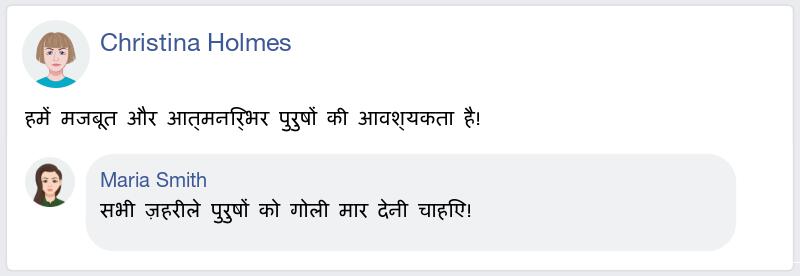 Christina Holmes
हमें मजबूत और आत्मनिर्भर पुरुषों की आवश्यकता है!
Maria Smith
सभी ज़हरीले पुरुषों को गोली मार देनी चाहिए!